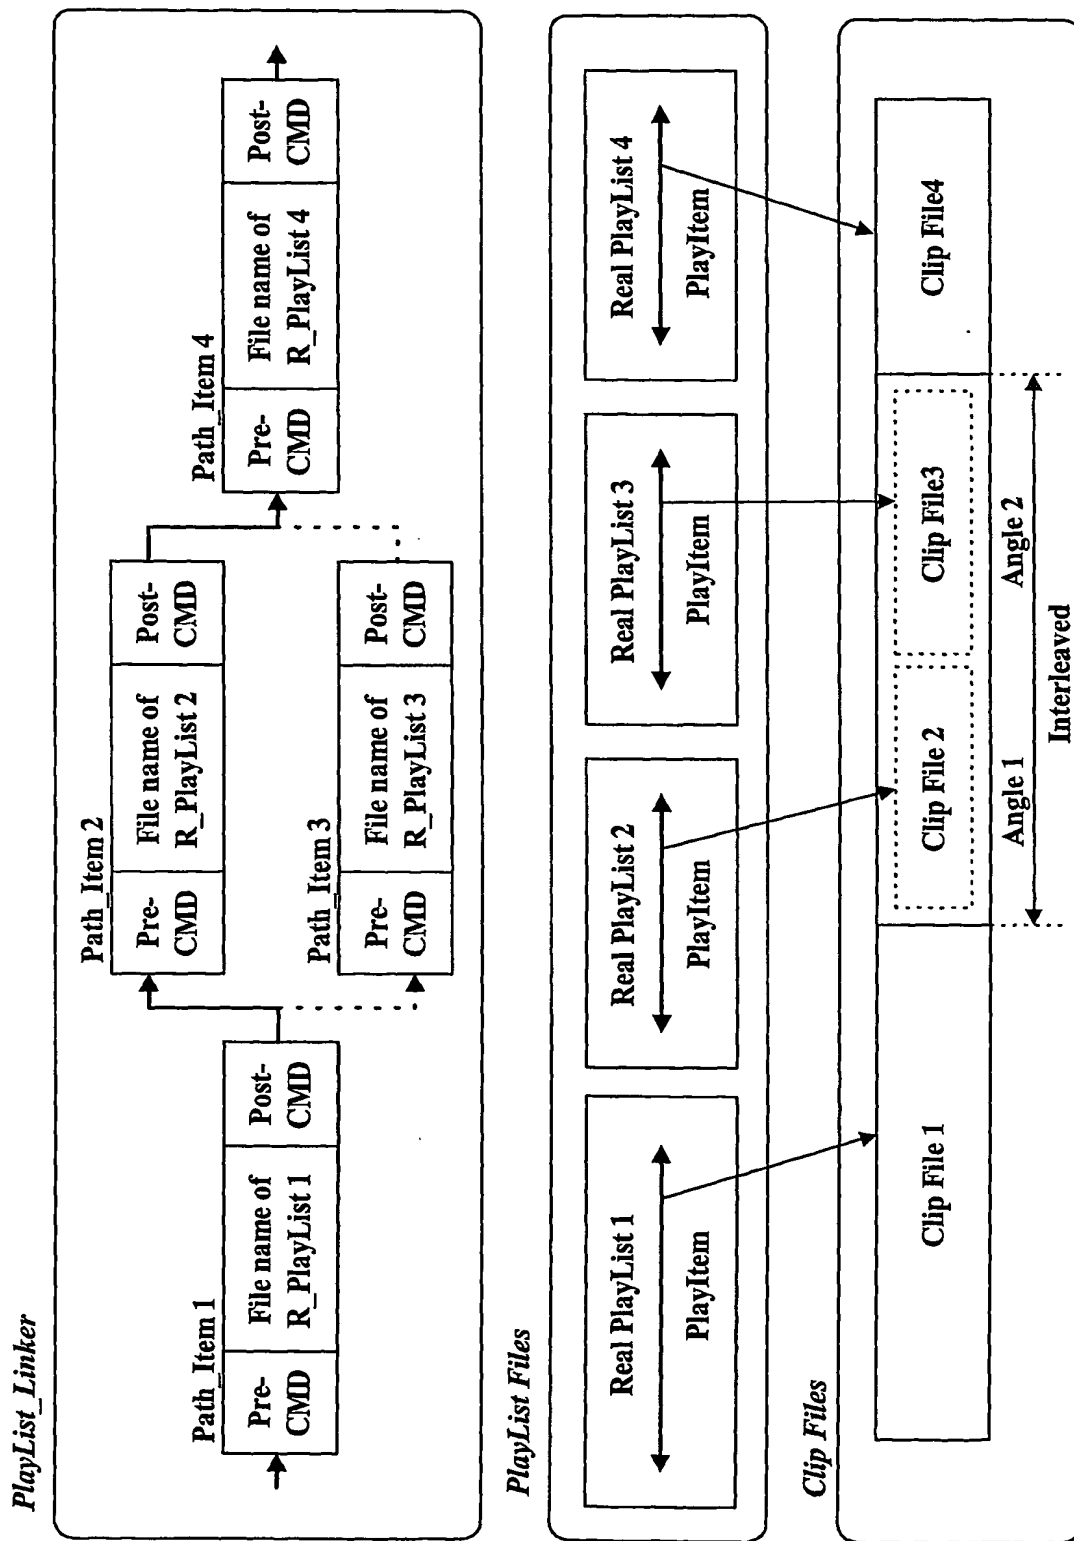 PlayList_Linker
Path_Item 1
Pre-
CMD
File name of
R_PlayList 1
Post-
CMD
Path_Item 2
Pre-
CMD
File name of
R_PlayList 2
Post-
CMD
Path_Item 3
Pre-
CMD
File name of
R_PlayList 3
Post-
CMD
Path_Item 4
Pre-
CMD
File name of
R_PlayList 4
Post-
CMD
PlayList Files
Real PlayList 1
PlayItem
Real PlayList 2
PlayItem
Real PlayList 3
PlayItem
Real PlayList 4
PlayItem
Clip Files
Clip File 1
Clip File 2
Clip File3
Clip File4
Angle 1
Angle 2
Interleaved